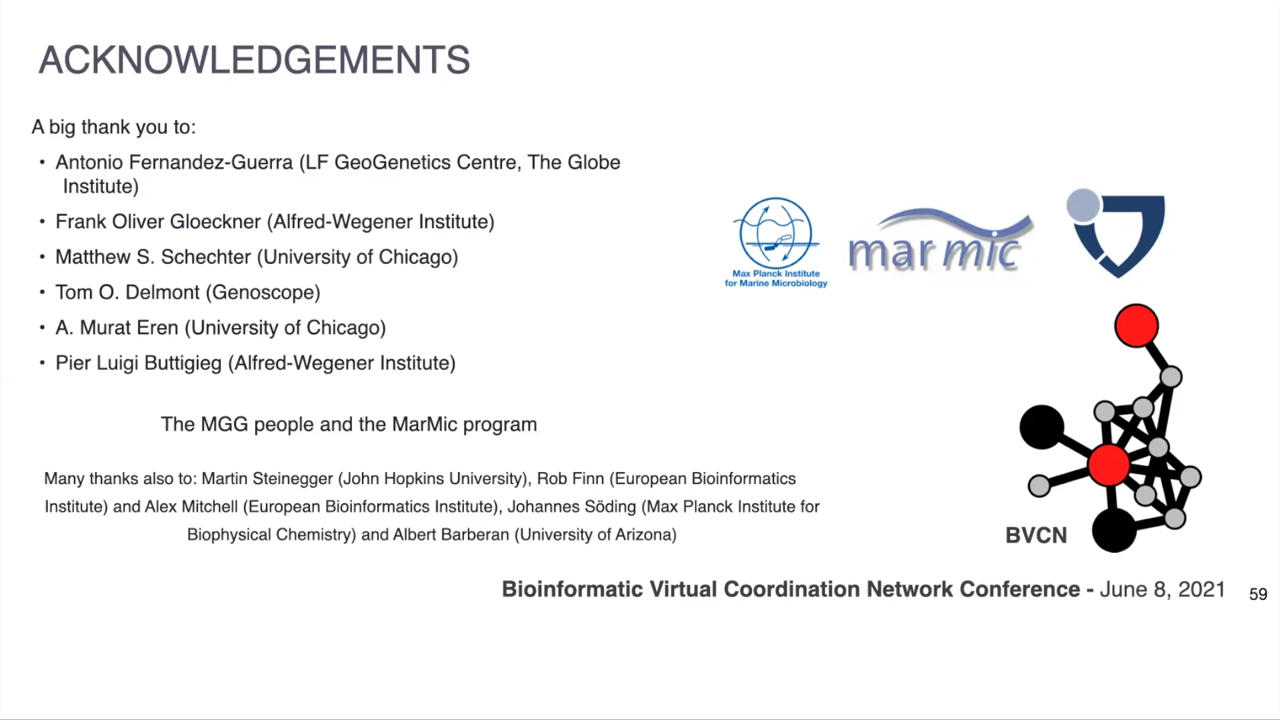 ACKNOWLEDGEMENTS
A big thank you to:
• Antonio Fernandez-Guerra (LF GeoGenetics Centre, The Globe
Institute)
• Frank Oliver Gloeckner (Alfred-Wegener Institute)
• Matthew S. Schechter (University of Chicago)
• Tom O. Delmont (Genoscope)
• A. Murat Eren (University of Chicago)
• Pier Luigi Buttigieg (Alfred-Wegener Institute)
The MGG people and the MarMic program
Many thanks also to: Martin Steinegger (John Hopkins University), Rob Finn (European Bioinformatics
Institute) and Alex Mitchell (European Bioinformatics Institute), Johannes Söding (Max Planck Institute for
Biophysical Chemistry) and Albert Barberan (University of Arizona)
Max Planck Institute
for Marine Microbiology
marmic
BVCN
Bioinformatic Virtual Coordination Network Conference - June 8, 2021
59